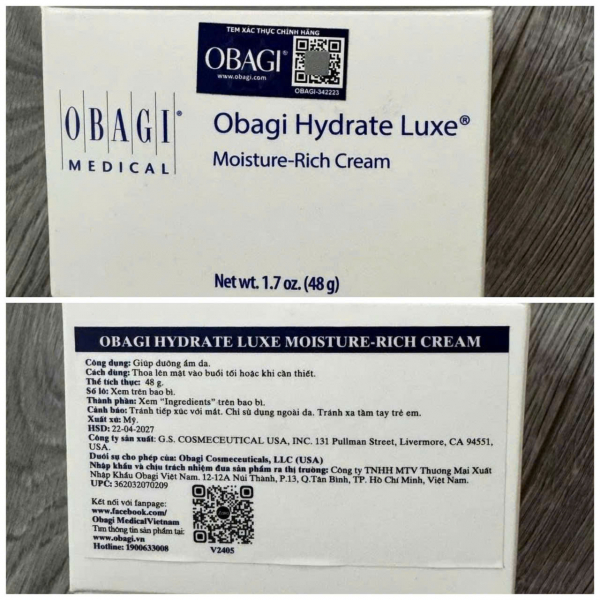 TEM XÁC THỰC CHÍNH HÃNG
OBAGI®
www.obagi.com
OBAGI-342223
OBAGI®
MEDICAL
Obagi Hydrate Luxe®
Moisture-Rich Cream
Net wt. 1.7 oz. (48 g)
OBAGI HYDRATE LUXE MOISTURE-RICH CREAM
Công dụng: Giúp dưỡng ẩm da.
Cách dùng: Thoa lên mặt vào buổi tối hoặc khi cần thiết.
Thể tích thực: 48 g.
Số lô: Xem trên bao bì.
Thành phần: Xem “Ingredients” trên bao bì.
Cảnh báo: Tránh tiếp xúc với mắt. Chỉ sử dụng ngoài da. Tránh xa tầm tay trẻ em.
Xuất xứ: Mỹ.
HSD: 22-04-2027
Công ty sản xuất: G.S. COSMECEUTICAL USA, INC. 131 Pullman Street, Livermore, CA 94551,
USA.
Dưới sự cho phép của: Obagi Cosmeceuticals, LLC (USA)
Nhập khẩu và chịu trách nhiệm đưa sản phẩm ra thị trường: Công ty TNHH MTV Thương Mại Xuất
Nhập Khẩu Obagi Việt Nam. 12-12A Núi Thành, P.13, Q.Tân Bình, TP. Hồ Chí Minh, Việt Nam.
UPC: 362032070209
Kết nối với fanpage:
www.facebook.com/
Obagi MedicalVietnam
Tìm thông tin sản phẩm tại:
www.obagi.vn
Hotline: 1900633008
V2405